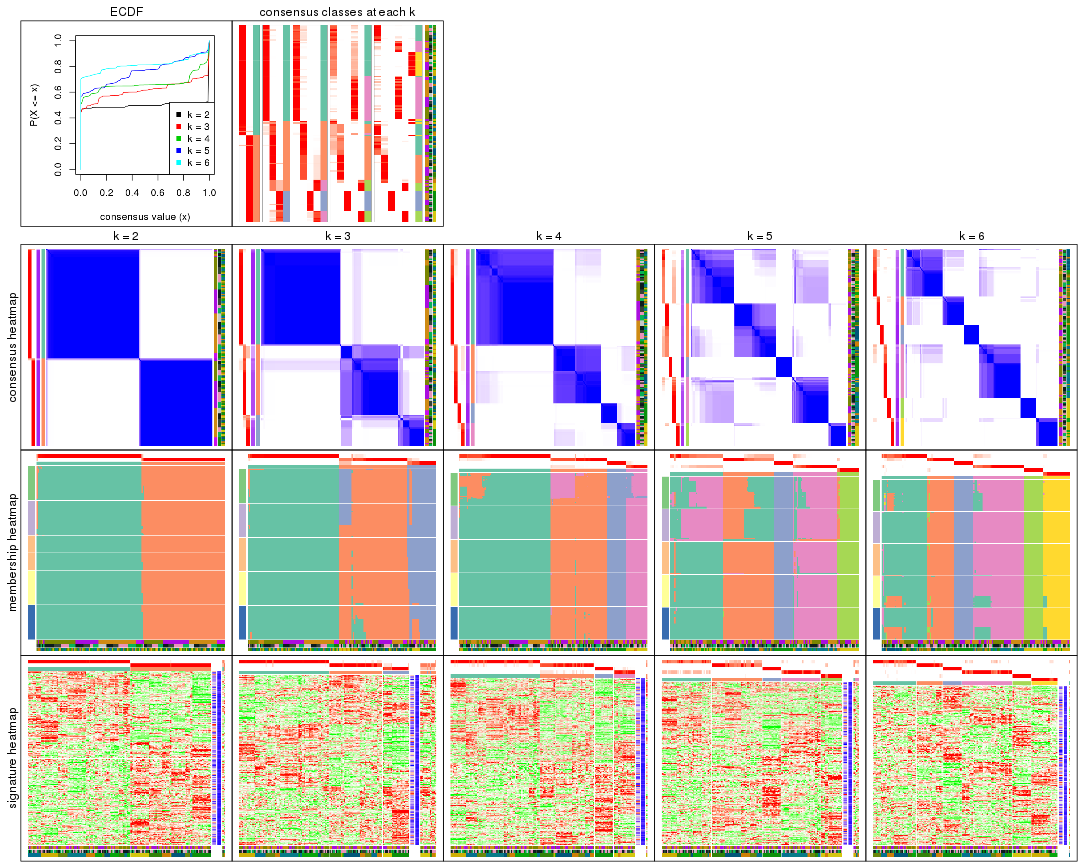 ECDF
consensus classes at each k
P(X <= x)
0.0 0.2 0.4 0.6 0.8 1.0
k = 2
k = 3
k = 4
k = 5
k = 6
0.0 0.2 0.4 0.6 0.8 1.0
consensus value (x)
k = 2
k = 3
k = 4
k = 5
k = 6
consensus heatmap
membership heatmap
signature heatmap